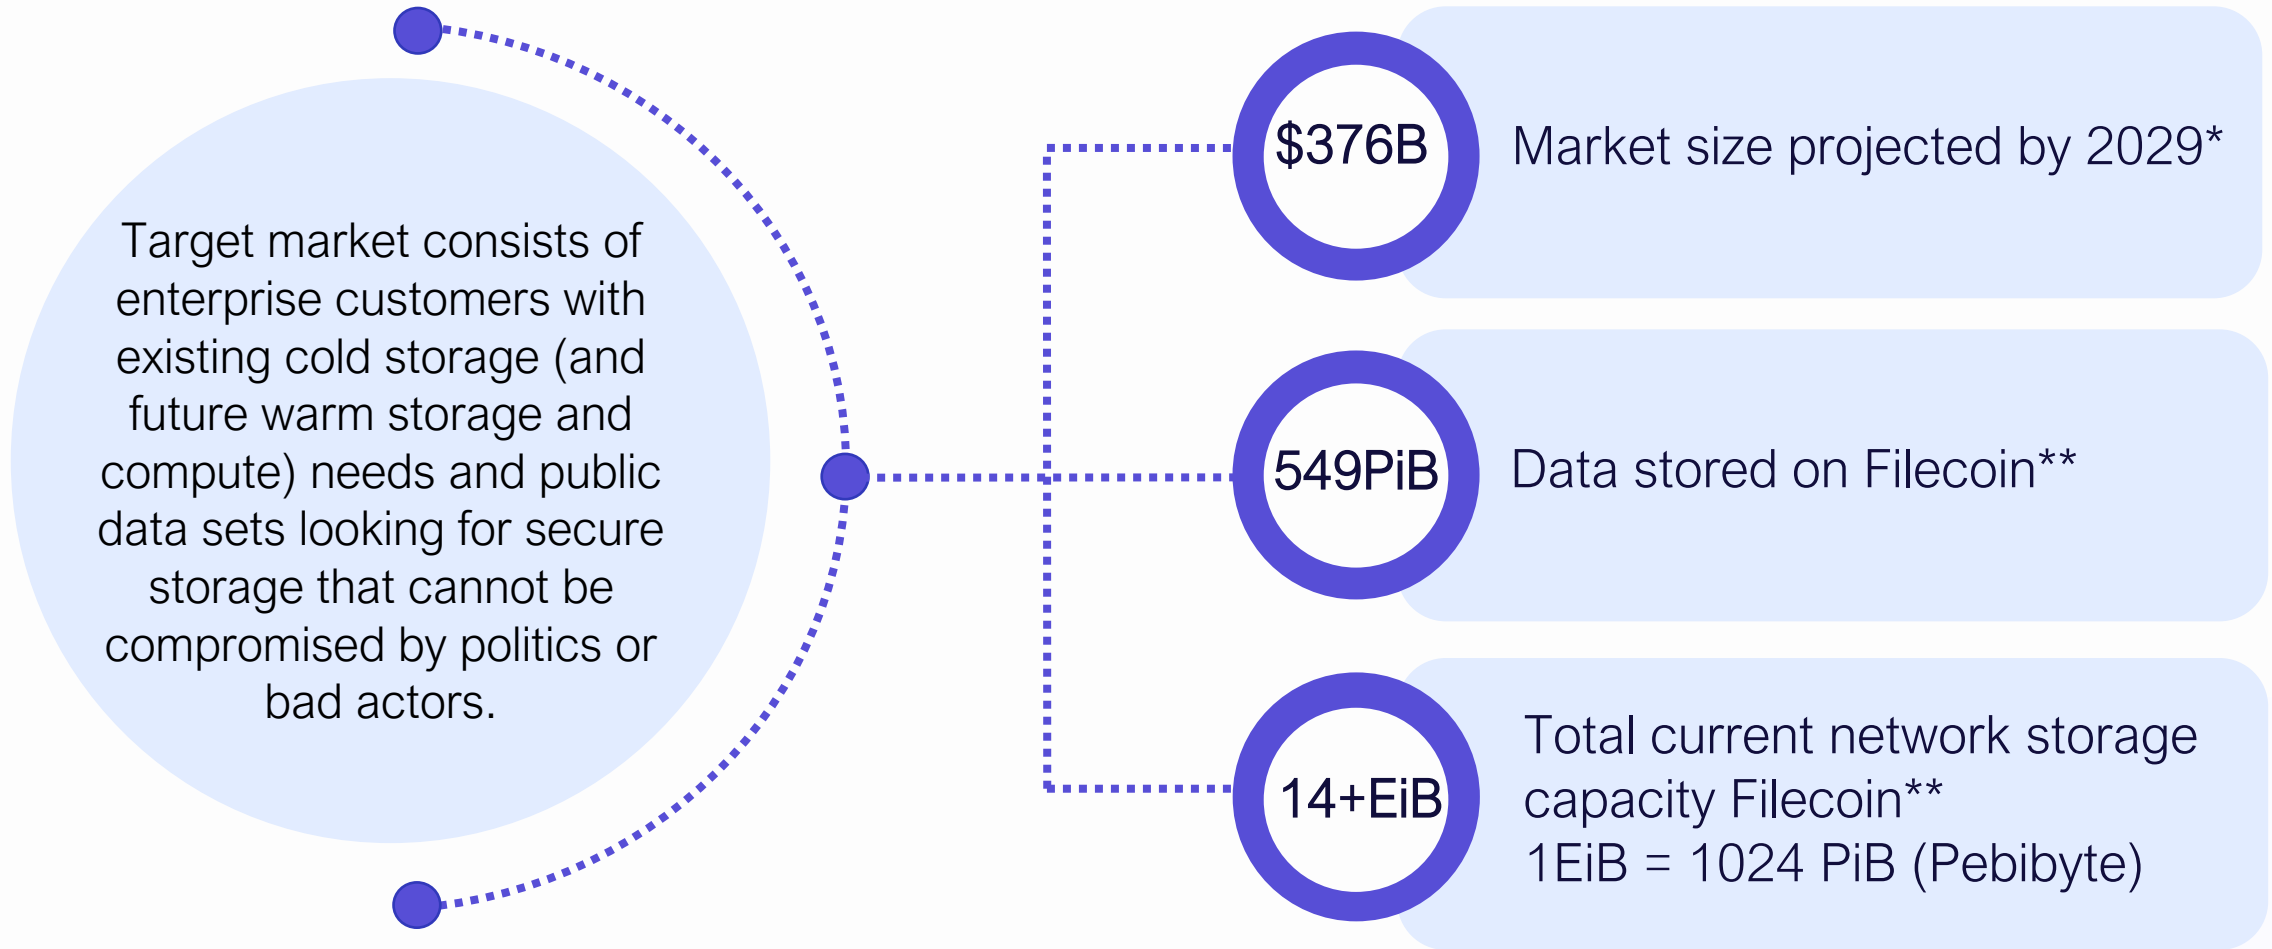 Target market consists of
enterprise customers with
existing cold storage (and
future warm storage and
compute) needs and public
data sets looking for secure
storage that cannot be
compromised by politics or
bad actors.
$376B
Market size projected by 2029*
549PiB
Data stored on Filecoin**
14+EiB
Total current network storage
capacity Filecoin**
1EiB = 1024 PiB (Pebibyte)